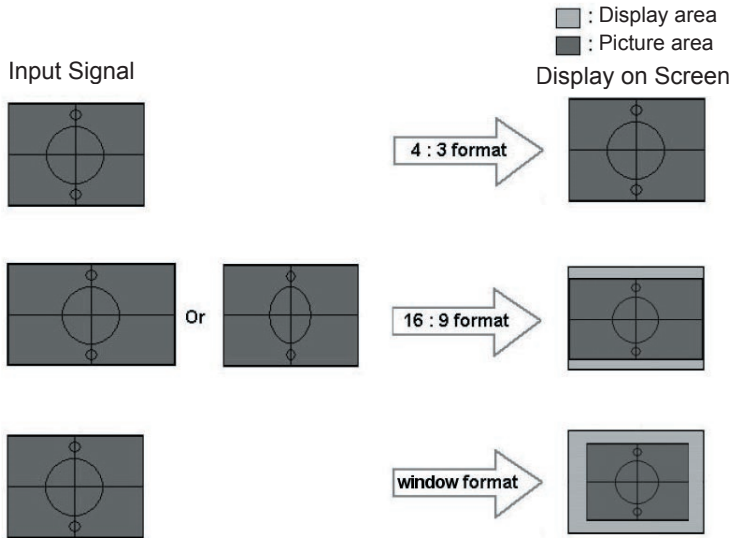 : Display area
: Picture area
Input Signal
Display on Screen
4 : 3 format
Or
16 : 9 format
window format